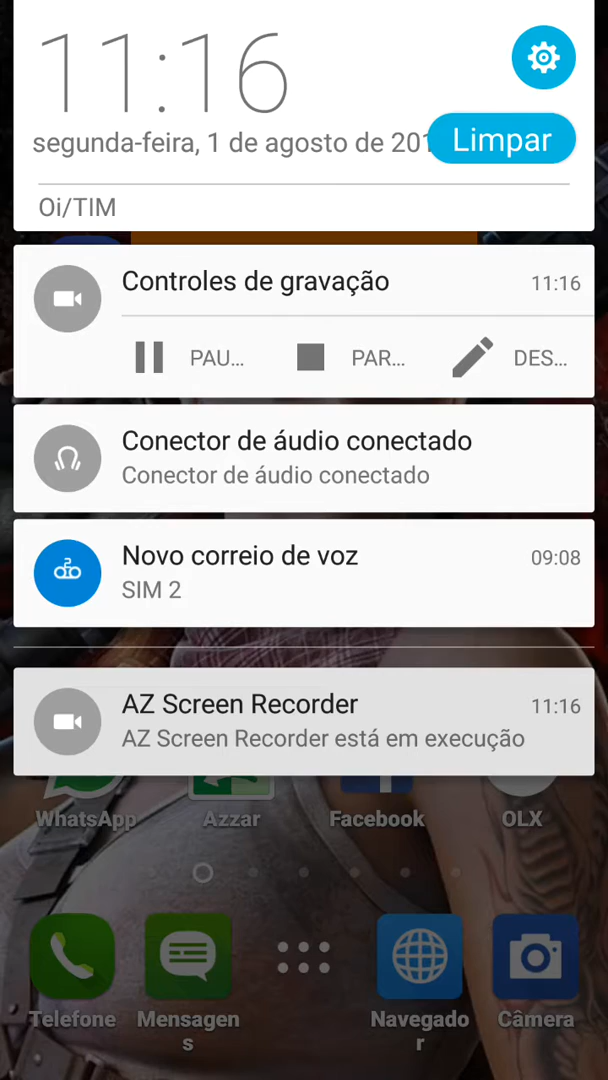 11:16
segunda-feira, 1 de agosto de 201
Limpar
Oi/TIM
Controles de gravação
11:16
PAU...
PAR...
DES...
Conector de áudio conectado
Conector de áudio conectado
Novo correio de voz
09:08
SIM 2
AZ Screen Recorder
11:16
AZ Screen Recorder está em execução
WhatsApp
Azzar
Facebook
OLX
Telefone
Mensagen
s
Navegado
r
Câmera